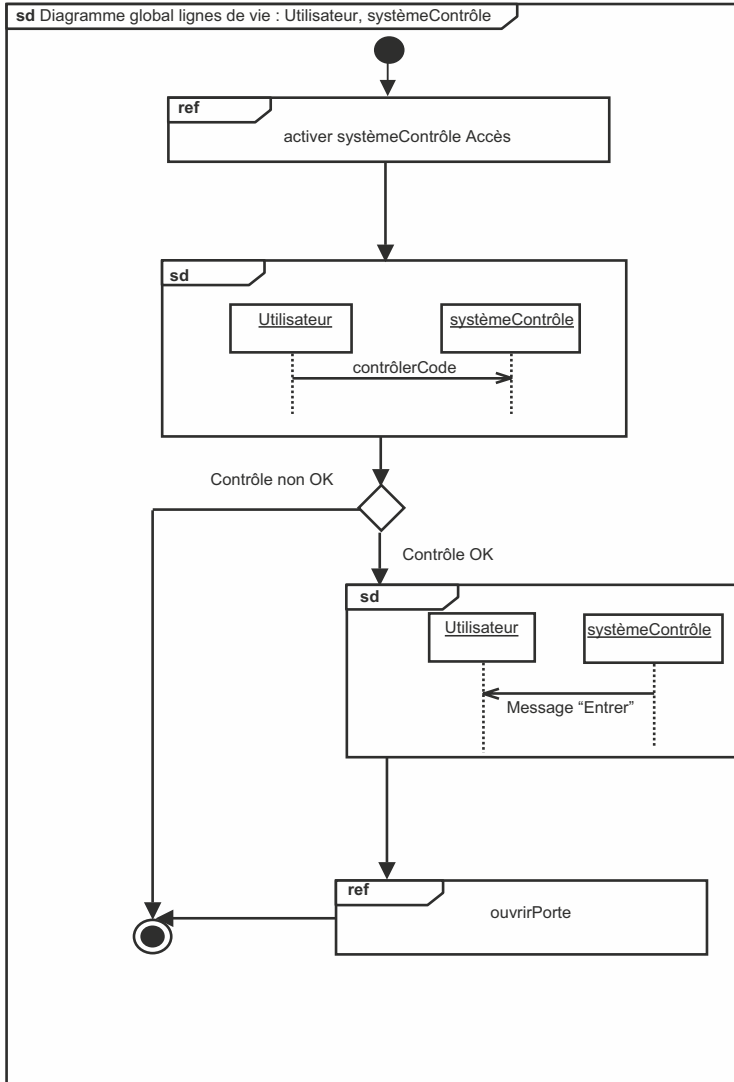 sd Diagramme global lignes de vie : Utilisateur, systèmeContrôle
ref
activer systèmeContrôle Accès
sd
Utilisateur
systèmeContrôle
contrôlerCode
Contrôle non OK
Contrôle OK
sd
Utilisateur
systèmeContrôle
Message “Entrer”
ref
ouvrirPorte